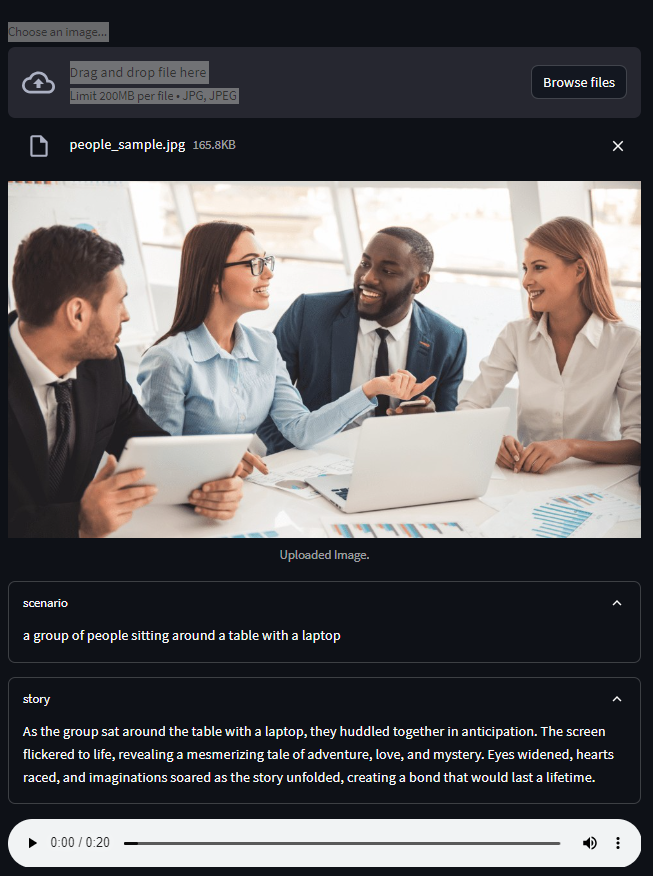 Choose an image...
Drag and drop file here
Limit 200MB per file • JPG, JPEG
Browse files
people_sample.jpg 165.8KB
Uploaded Image.
scenario
a group of people sitting around a table with a laptop
story
As the group sat around the table with a laptop, they huddled together in anticipation. The screen
flickered to life, revealing a mesmerizing tale of adventure, love, and mystery. Eyes widened, hearts
raced, and imaginations soared as the story unfolded, creating a bond that would last a lifetime.
0:00 / 0:20